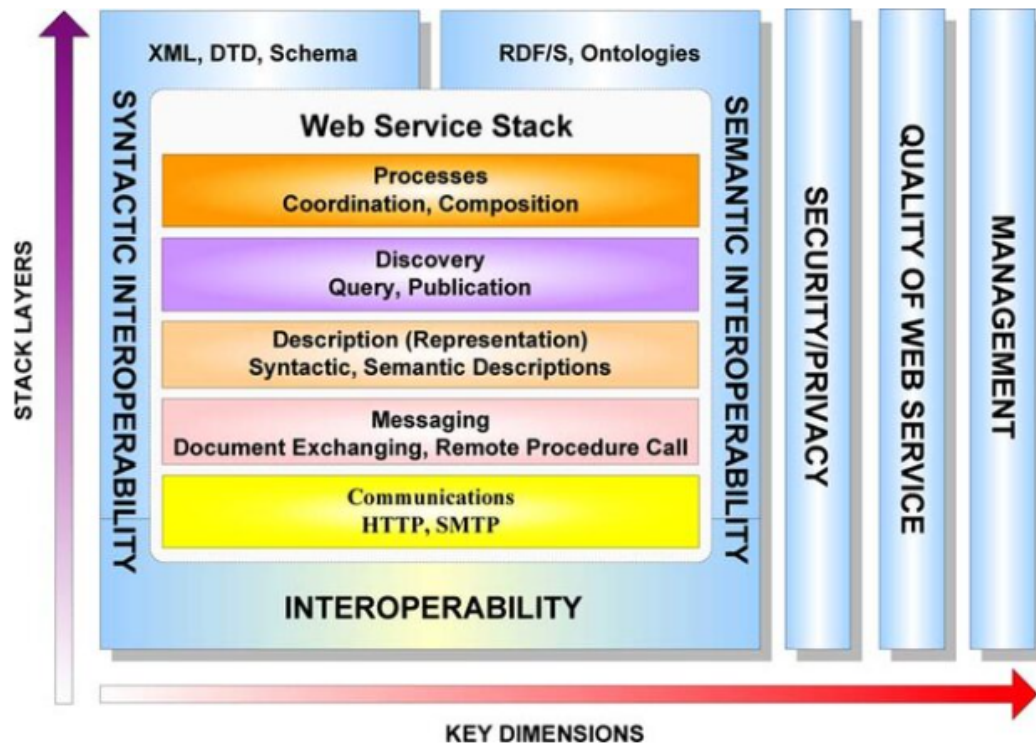 XML, DTD, Schema
RDF/S, Ontologies
SYNTACTIC INTEROPERABILITY
SEMANTIC INTEROPERABILITY
Web Service Stack
Processes
Coordination, Composition
Discovery
Query, Publication
Description (Representation)
Syntactic, Semantic Descriptions
Messaging
Document Exchanging, Remote Procedure Call
Communications
HTTP, SMTP
INTEROPERABILITY
SECURITY/PRIVACY
QUALITY OF WEB SERVICE
MANAGEMENT
STACK LAYERS
KEY DIMENSIONS